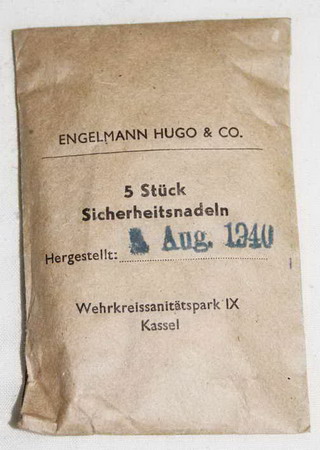 ENGELMANN HUGO & CO.
5 Stück
Sicherheitsnadeln
Hergestellt: Aug. 1940
Wehrkreissanitätspark IX
Kassel